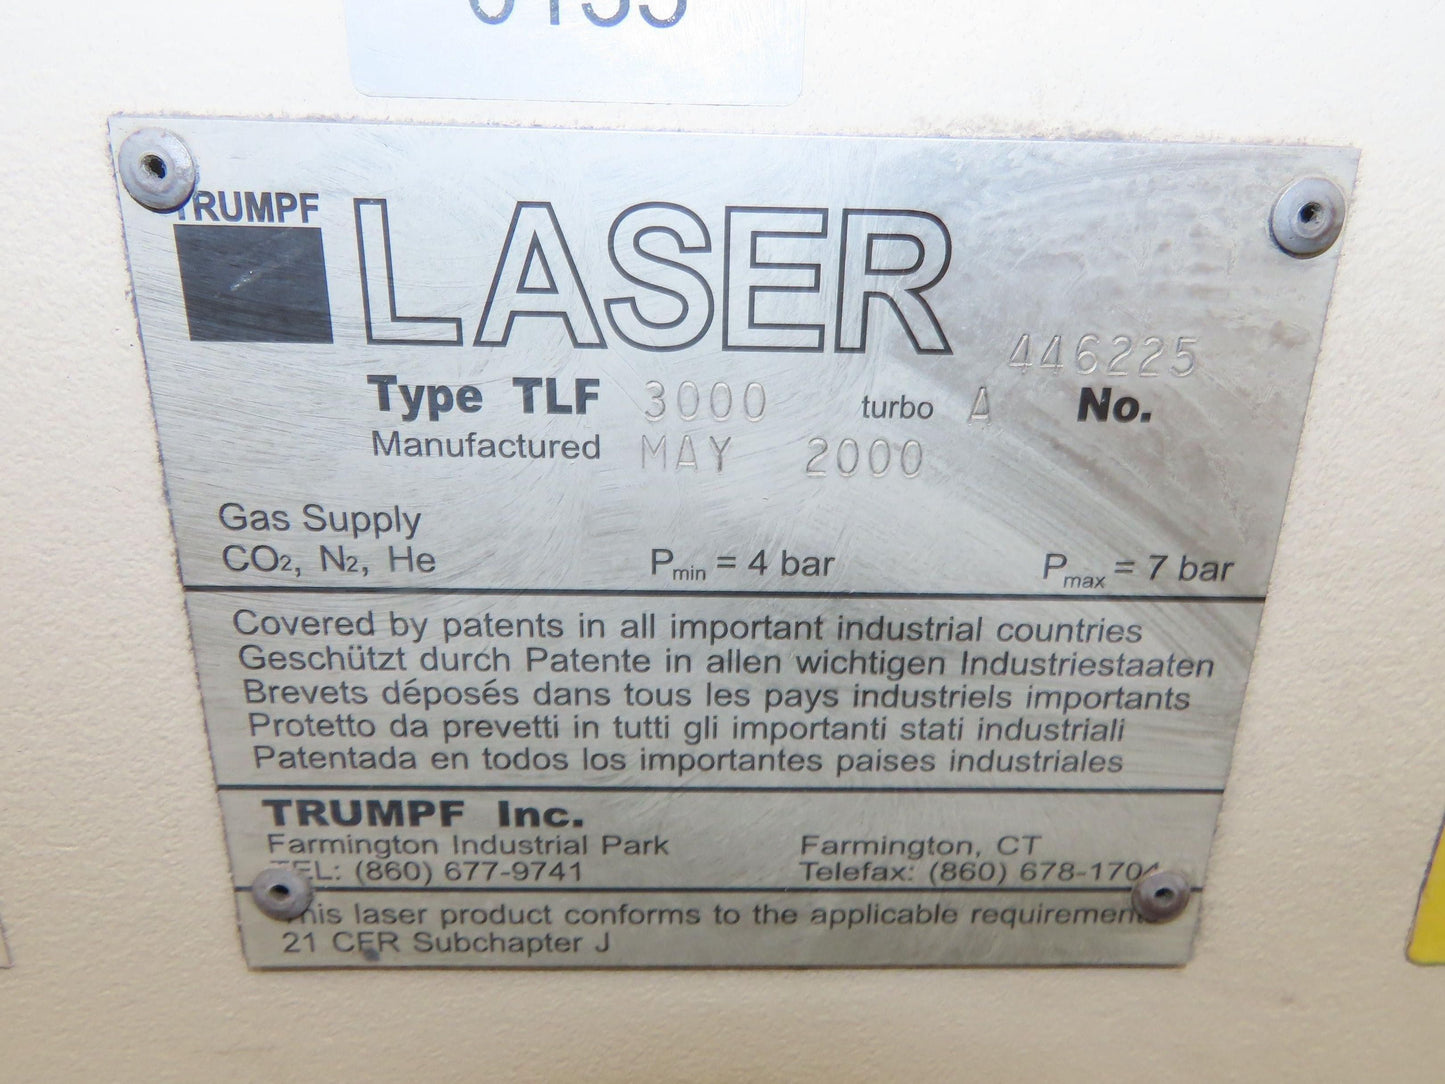 TRUMPF
LASER
446225
Type TLF 3000 turbo A No.
Manufactured MAY 2000
Gas Supply
CO2, N2, He Pmin = 4 bar Pmax = 7 bar
Covered by patents in all important industrial countries
Geschützt durch Patente in allen wichtigen Industriestaaten
Brevets déposés dans tous les pays industriels importants
Protetto da prevetti in tutti gli importanti stati industriali
Patentada en todos los importantes paises industriales
TRUMPF Inc.
Farmington Industrial Park Farmington, CT
TEL: (860) 677-9741 Telefax: (860) 678-1704
This laser product conforms to the applicable requirements
21 CFR Subchapter J